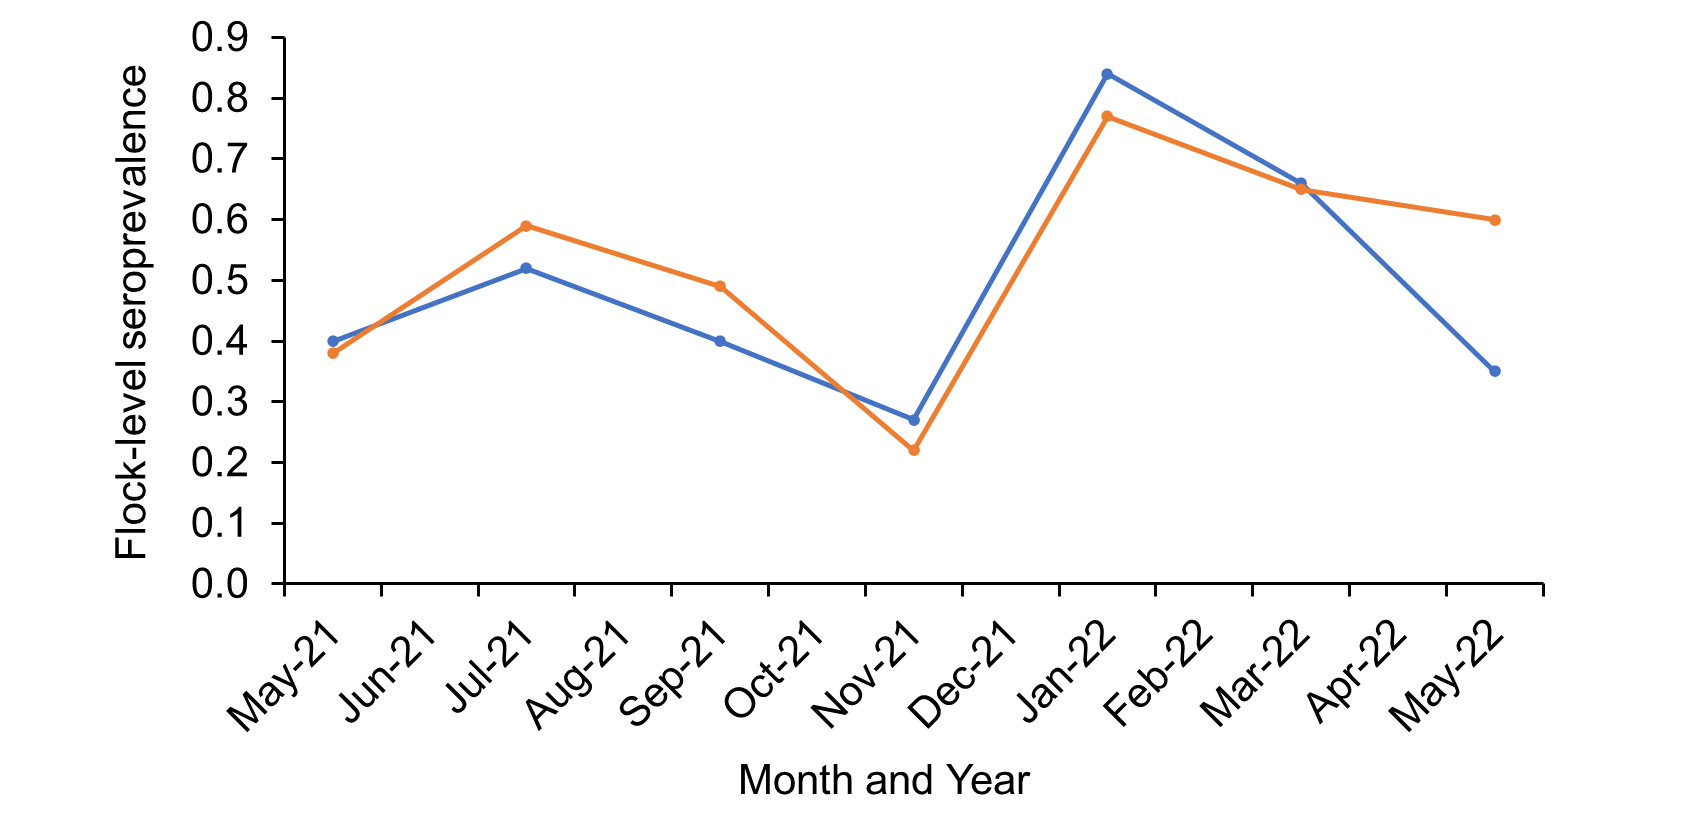 Flock-level seroprevalence
0.9
0.8
0.7
0.6
0.5
0.4
0.3
0.2
0.1
0.0
May-21
Jun-21
Jul-21
Aug-21
Sep-21
Oct-21
Nov-21
Dec-21
Jan-22
Feb-22
Mar-22
Apr-22
May-22
Month and Year